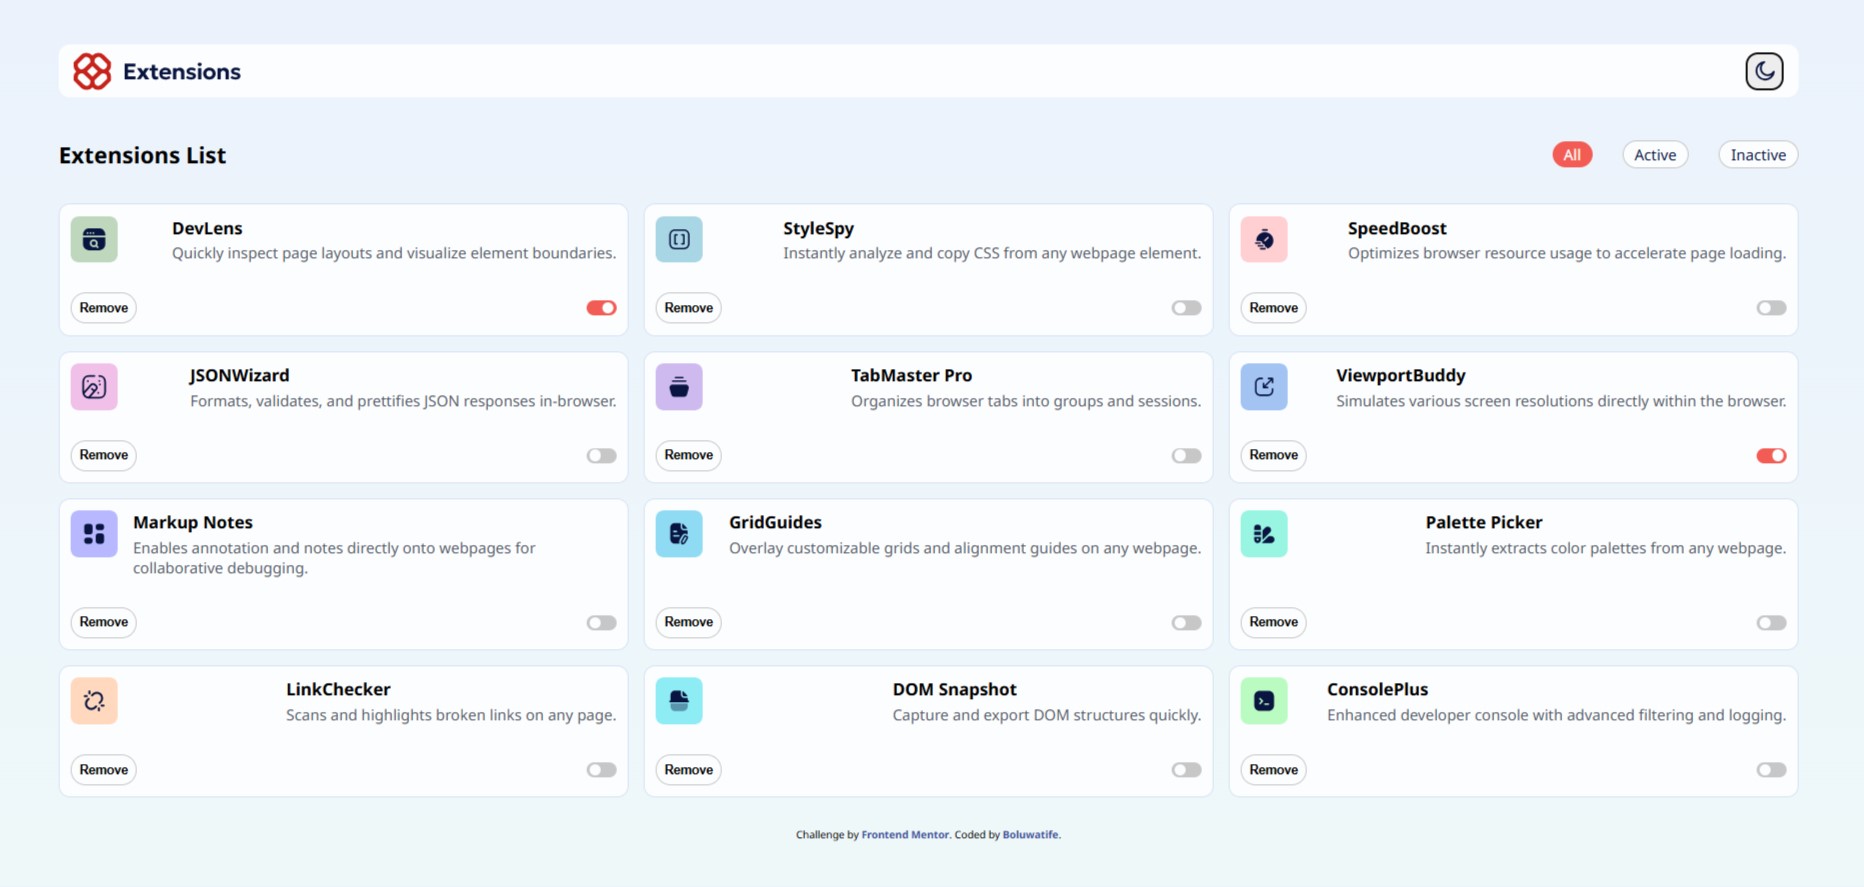 Extensions
Extensions List
All
Active
Inactive
DevLens
Quickly inspect page layouts and visualize element boundaries.
Remove
StyleSpy
Instantly analyze and copy CSS from any webpage element.
Remove
SpeedBoost
Optimizes browser resource usage to accelerate page loading.
Remove
JSONWizard
Formats, validates, and prettifies JSON responses in-browser.
Remove
TabMaster Pro
Organizes browser tabs into groups and sessions.
Remove
ViewportBuddy
Simulates various screen resolutions directly within the browser.
Remove
Markup Notes
Enables annotation and notes directly onto webpages for
collaborative debugging.
Remove
GridGuides
Overlay customizable grids and alignment guides on any webpage.
Remove
Palette Picker
Instantly extracts color palettes from any webpage.
Remove
LinkChecker
Scans and highlights broken links on any page.
Remove
DOM Snapshot
Capture and export DOM structures quickly.
Remove
ConsolePlus
Enhanced developer console with advanced filtering and logging.
Remove
Challenge by Frontend Mentor. Coded by Boluwatife.